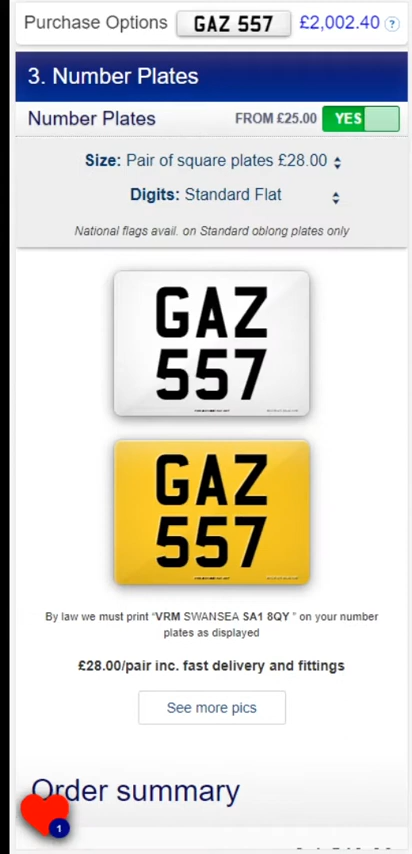 Purchase Options GAZ 557 £2,002.40 ?
3. Number Plates
Number Plates FROM £25.00 YES
Size: Pair of square plates £28.00
Digits: Standard Flat
National flags avail. on Standard oblong plates only
GAZ
557
GAZ
557
By law we must print "VRM SWANSEA SA1 8QY " on your number
plates as displayed
£28.00/pair inc. fast delivery and fittings
See more pics
Order summary
1